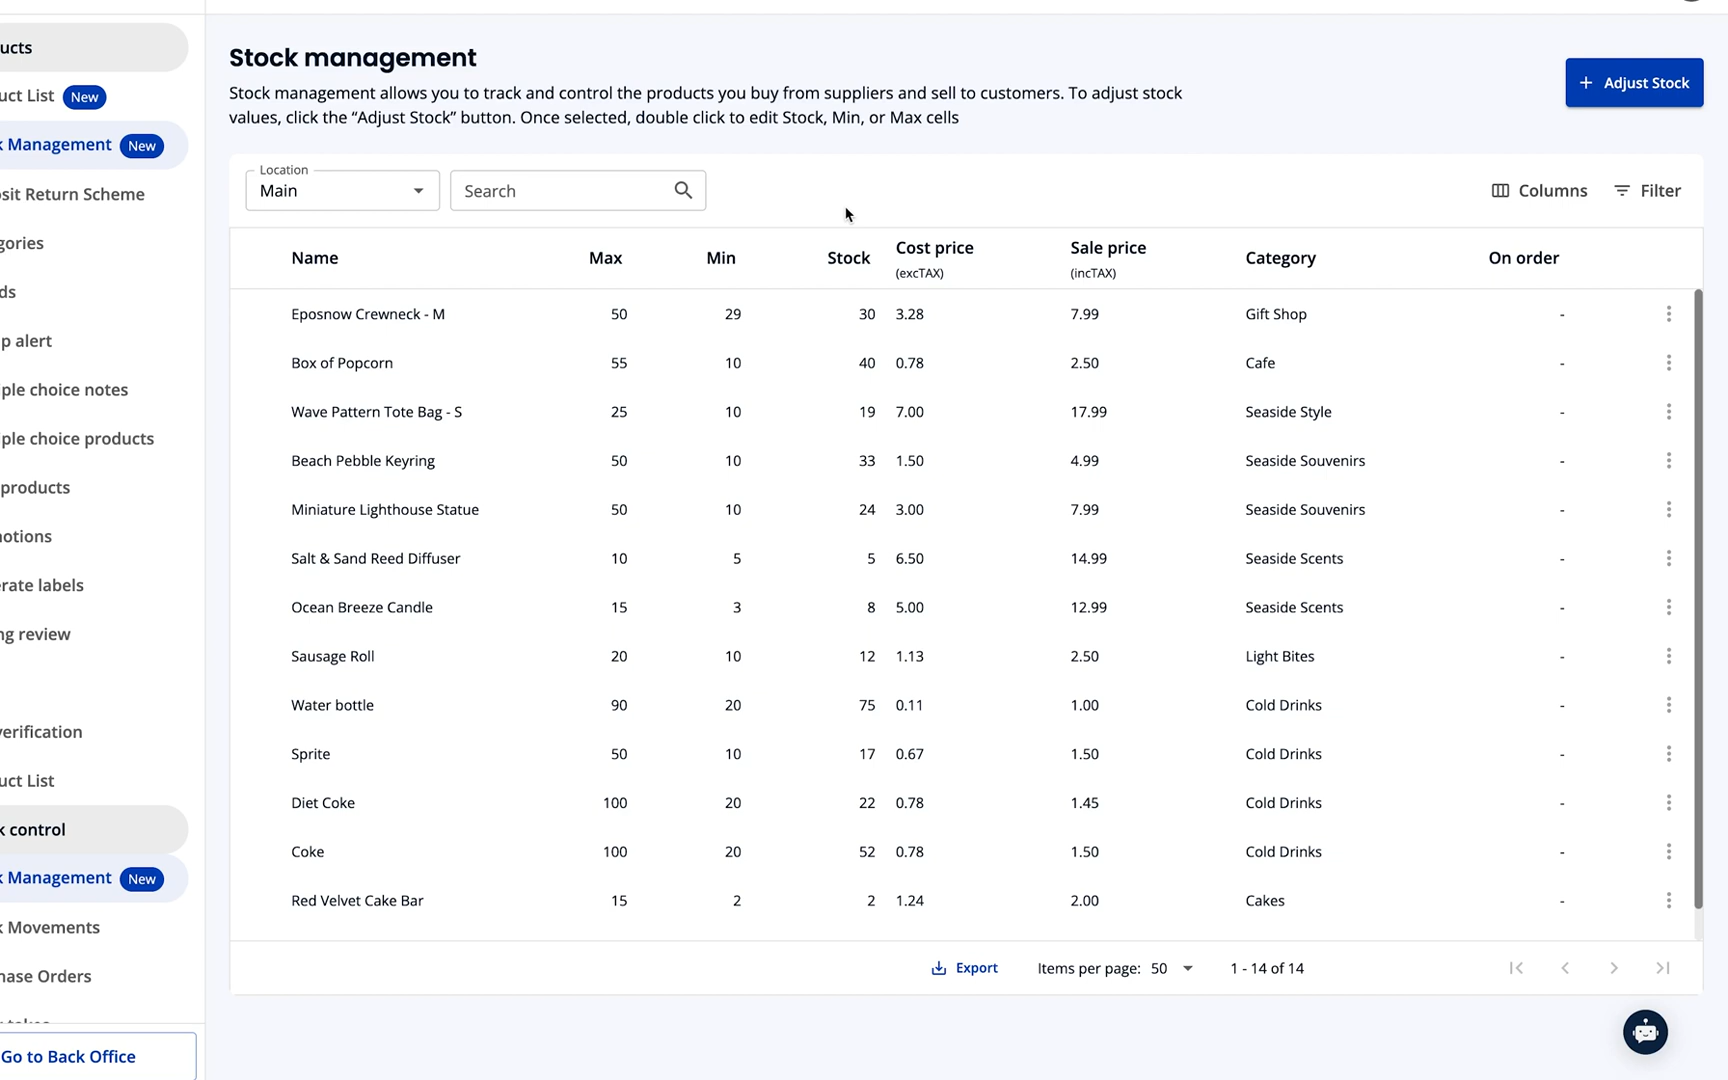 ucts
uct List New
k Management New
sit Return Scheme
gories
ds
p alert
ple choice notes
ple choice products
products
otions
rate labels
ng review
verification
uct List
k control
k Management New
k Movements
hase Orders
Go to Back Office
Stock management
Stock management allows you to track and control the products you buy from suppliers and sell to customers. To adjust stock
values, click the “Adjust Stock” button. Once selected, double click to edit Stock, Min, or Max cells
+ Adjust Stock
Location
Main
Search
Columns
Filter
Name Max Min Stock Cost price (excTAX) Sale price (incTAX) Category On order
Eposnow Crewneck - M 50 29 30 3.28 7.99 Gift Shop -
Box of Popcorn 55 10 40 0.78 2.50 Cafe -
Wave Pattern Tote Bag - S 25 10 19 7.00 17.99 Seaside Style -
Beach Pebble Keyring 50 10 33 1.50 4.99 Seaside Souvenirs -
Miniature Lighthouse Statue 50 10 24 3.00 7.99 Seaside Souvenirs -
Salt & Sand Reed Diffuser 10 5 5 6.50 14.99 Seaside Scents -
Ocean Breeze Candle 15 3 8 5.00 12.99 Seaside Scents -
Sausage Roll 20 10 12 1.13 2.50 Light Bites -
Water bottle 90 20 75 0.11 1.00 Cold Drinks -
Sprite 50 10 17 0.67 1.50 Cold Drinks -
Diet Coke 100 20 22 0.78 1.45 Cold Drinks -
Coke 100 20 52 0.78 1.50 Cold Drinks -
Red Velvet Cake Bar 15 2 2 1.24 2.00 Cakes -
Export
Items per page: 50
1 - 14 of 14